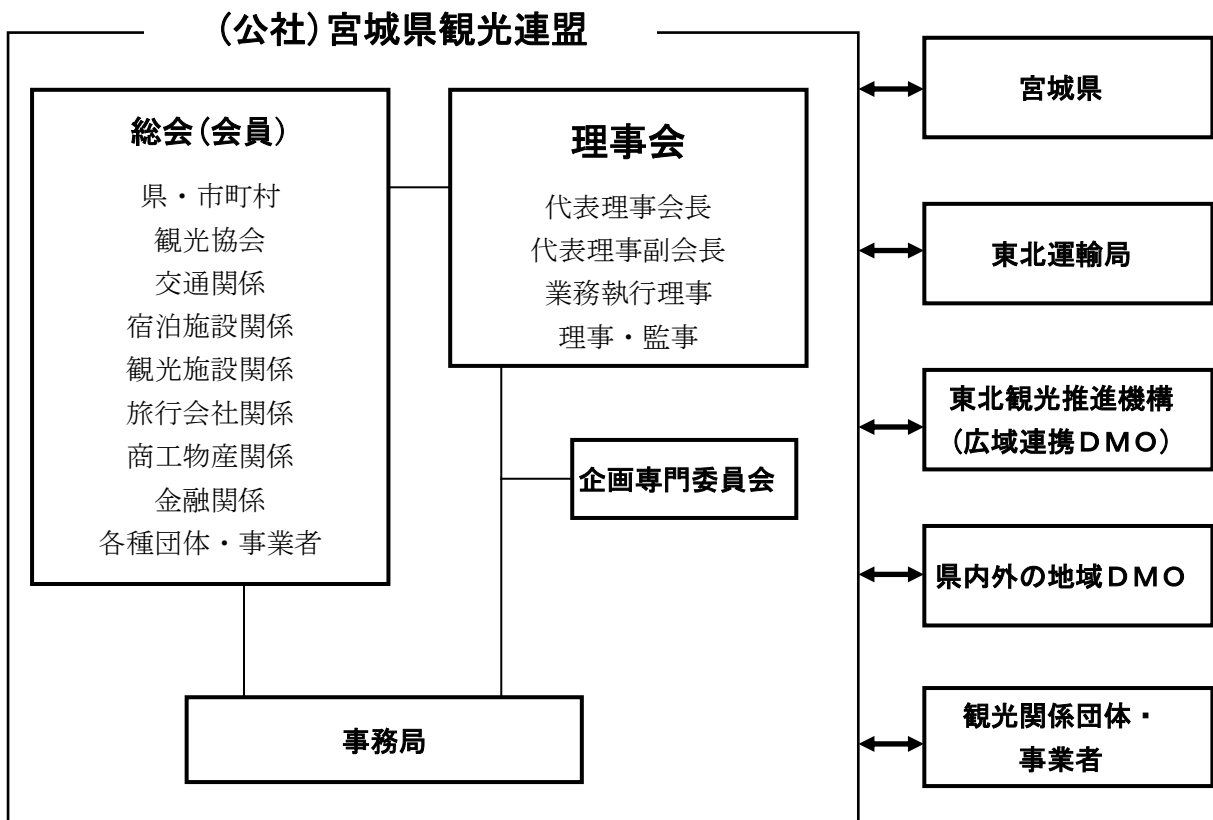 (公社)宮城県観光連盟
総会(会員)
県・市町村
観光協会
交通関係
宿泊施設関係
観光施設関係
旅行会社関係
商工物産関係
金融関係
各種団体・事業者
理事会
代表理事会長
代表理事副会長
業務執行理事
理事・監事
企画専門委員会
事務局
宮城県
東北運輸局
東北観光推進機構
(広域連携DMO)
県内外の地域DMO
観光関係団体・
事業者